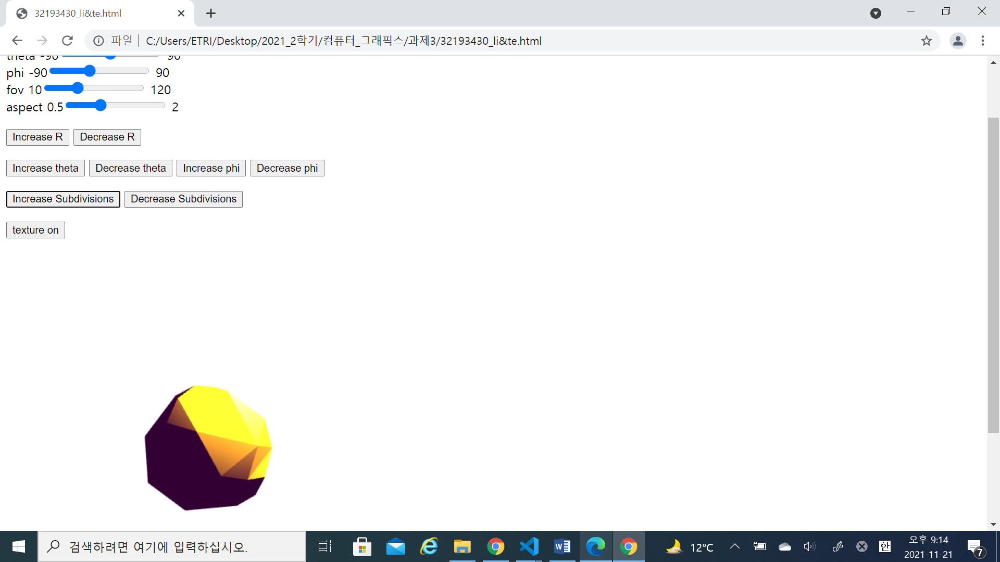 32193430_li&te.html
파일 C:/Users/ETRI/Desktop/2021_2학기/컴퓨터_그래픽스/과제3/32193430_li&te.html
theta -90 90
phi -90 90
fov 10 120
aspect 0.5 2
Increase R Decrease R
Increase theta Decrease theta Increase phi Decrease phi
Increase Subdivisions Decrease Subdivisions
texture on
검색하려면 여기에 입력하십시오.
12°C
한
오후 9:14
2021-11-21
7